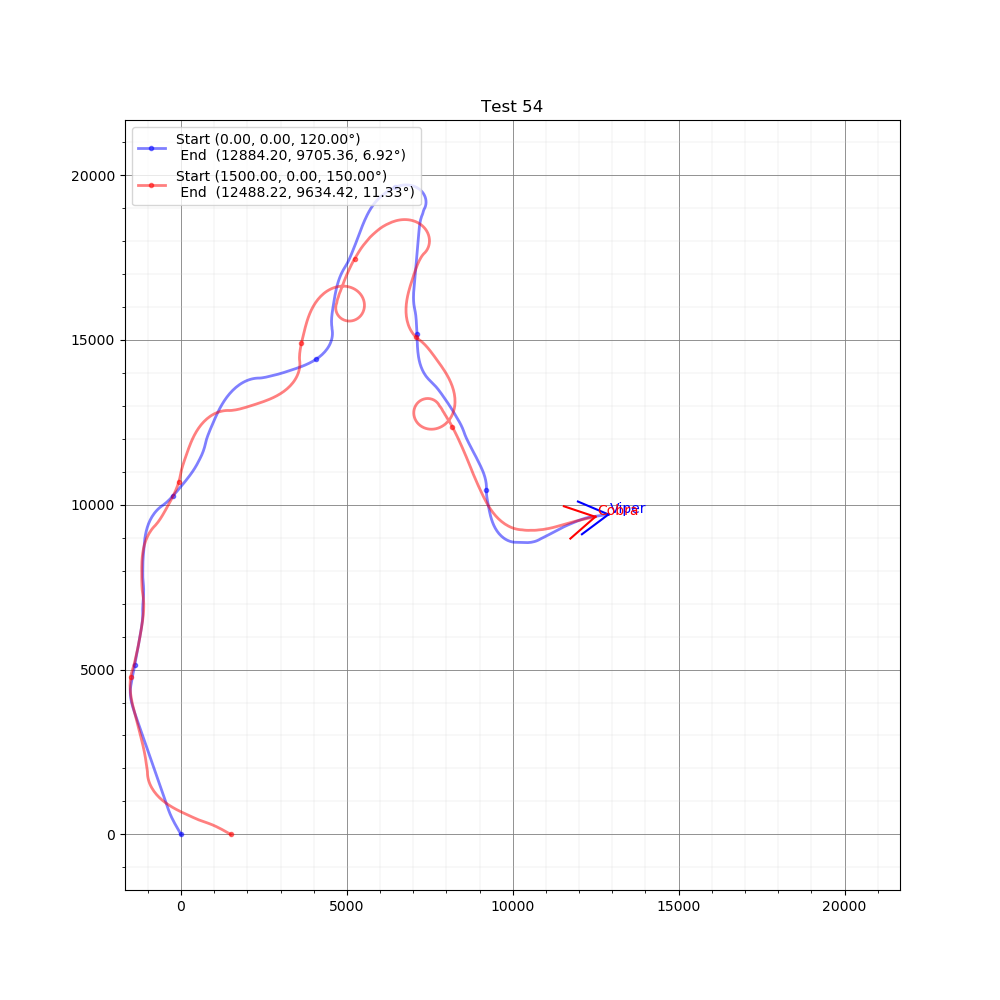 Test 54
Start (0.00, 0.00, 120.00°)
End  (12884.20, 9705.36, 6.92°)
Start (1500.00, 0.00, 150.00°)
End  (12488.22, 9634.42, 11.33°)
20000
15000
10000
5000
0
Viper
Cobra
0
5000
10000
15000
20000